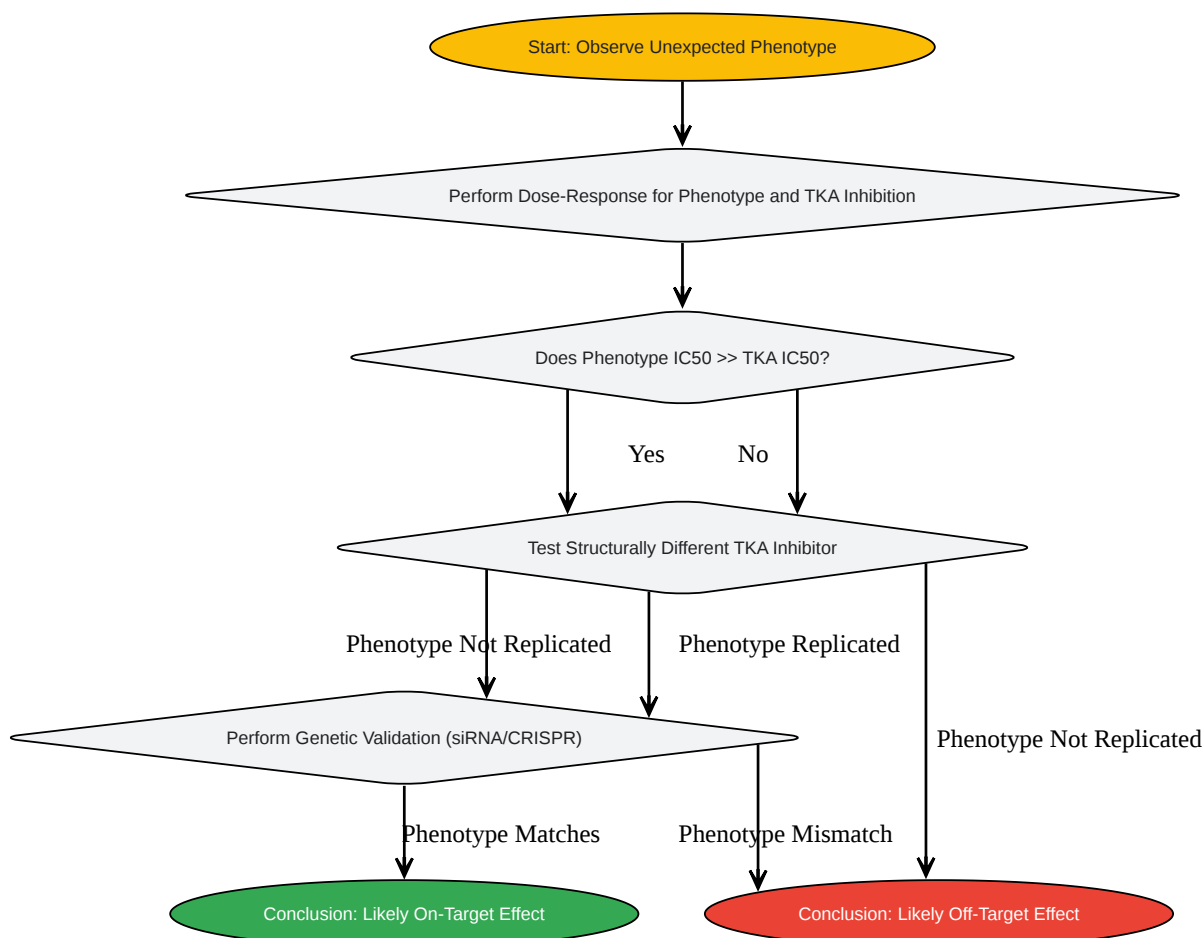 Start: Observe Unexpected Phenotype
Perform Dose-Response for Phenotype and TKA Inhibition
Does Phenotype IC50 >> TKA IC50?
Yes
No
Test Structurally Different TKA Inhibitor
Phenotype Not Replicated
Phenotype Replicated
Perform Genetic Validation (siRNA/CRISPR)
Phenotype Not Replicated
Phenotype Matches
Phenotype Mismatch
Conclusion: Likely On-Target Effect
Conclusion: Likely Off-Target Effect